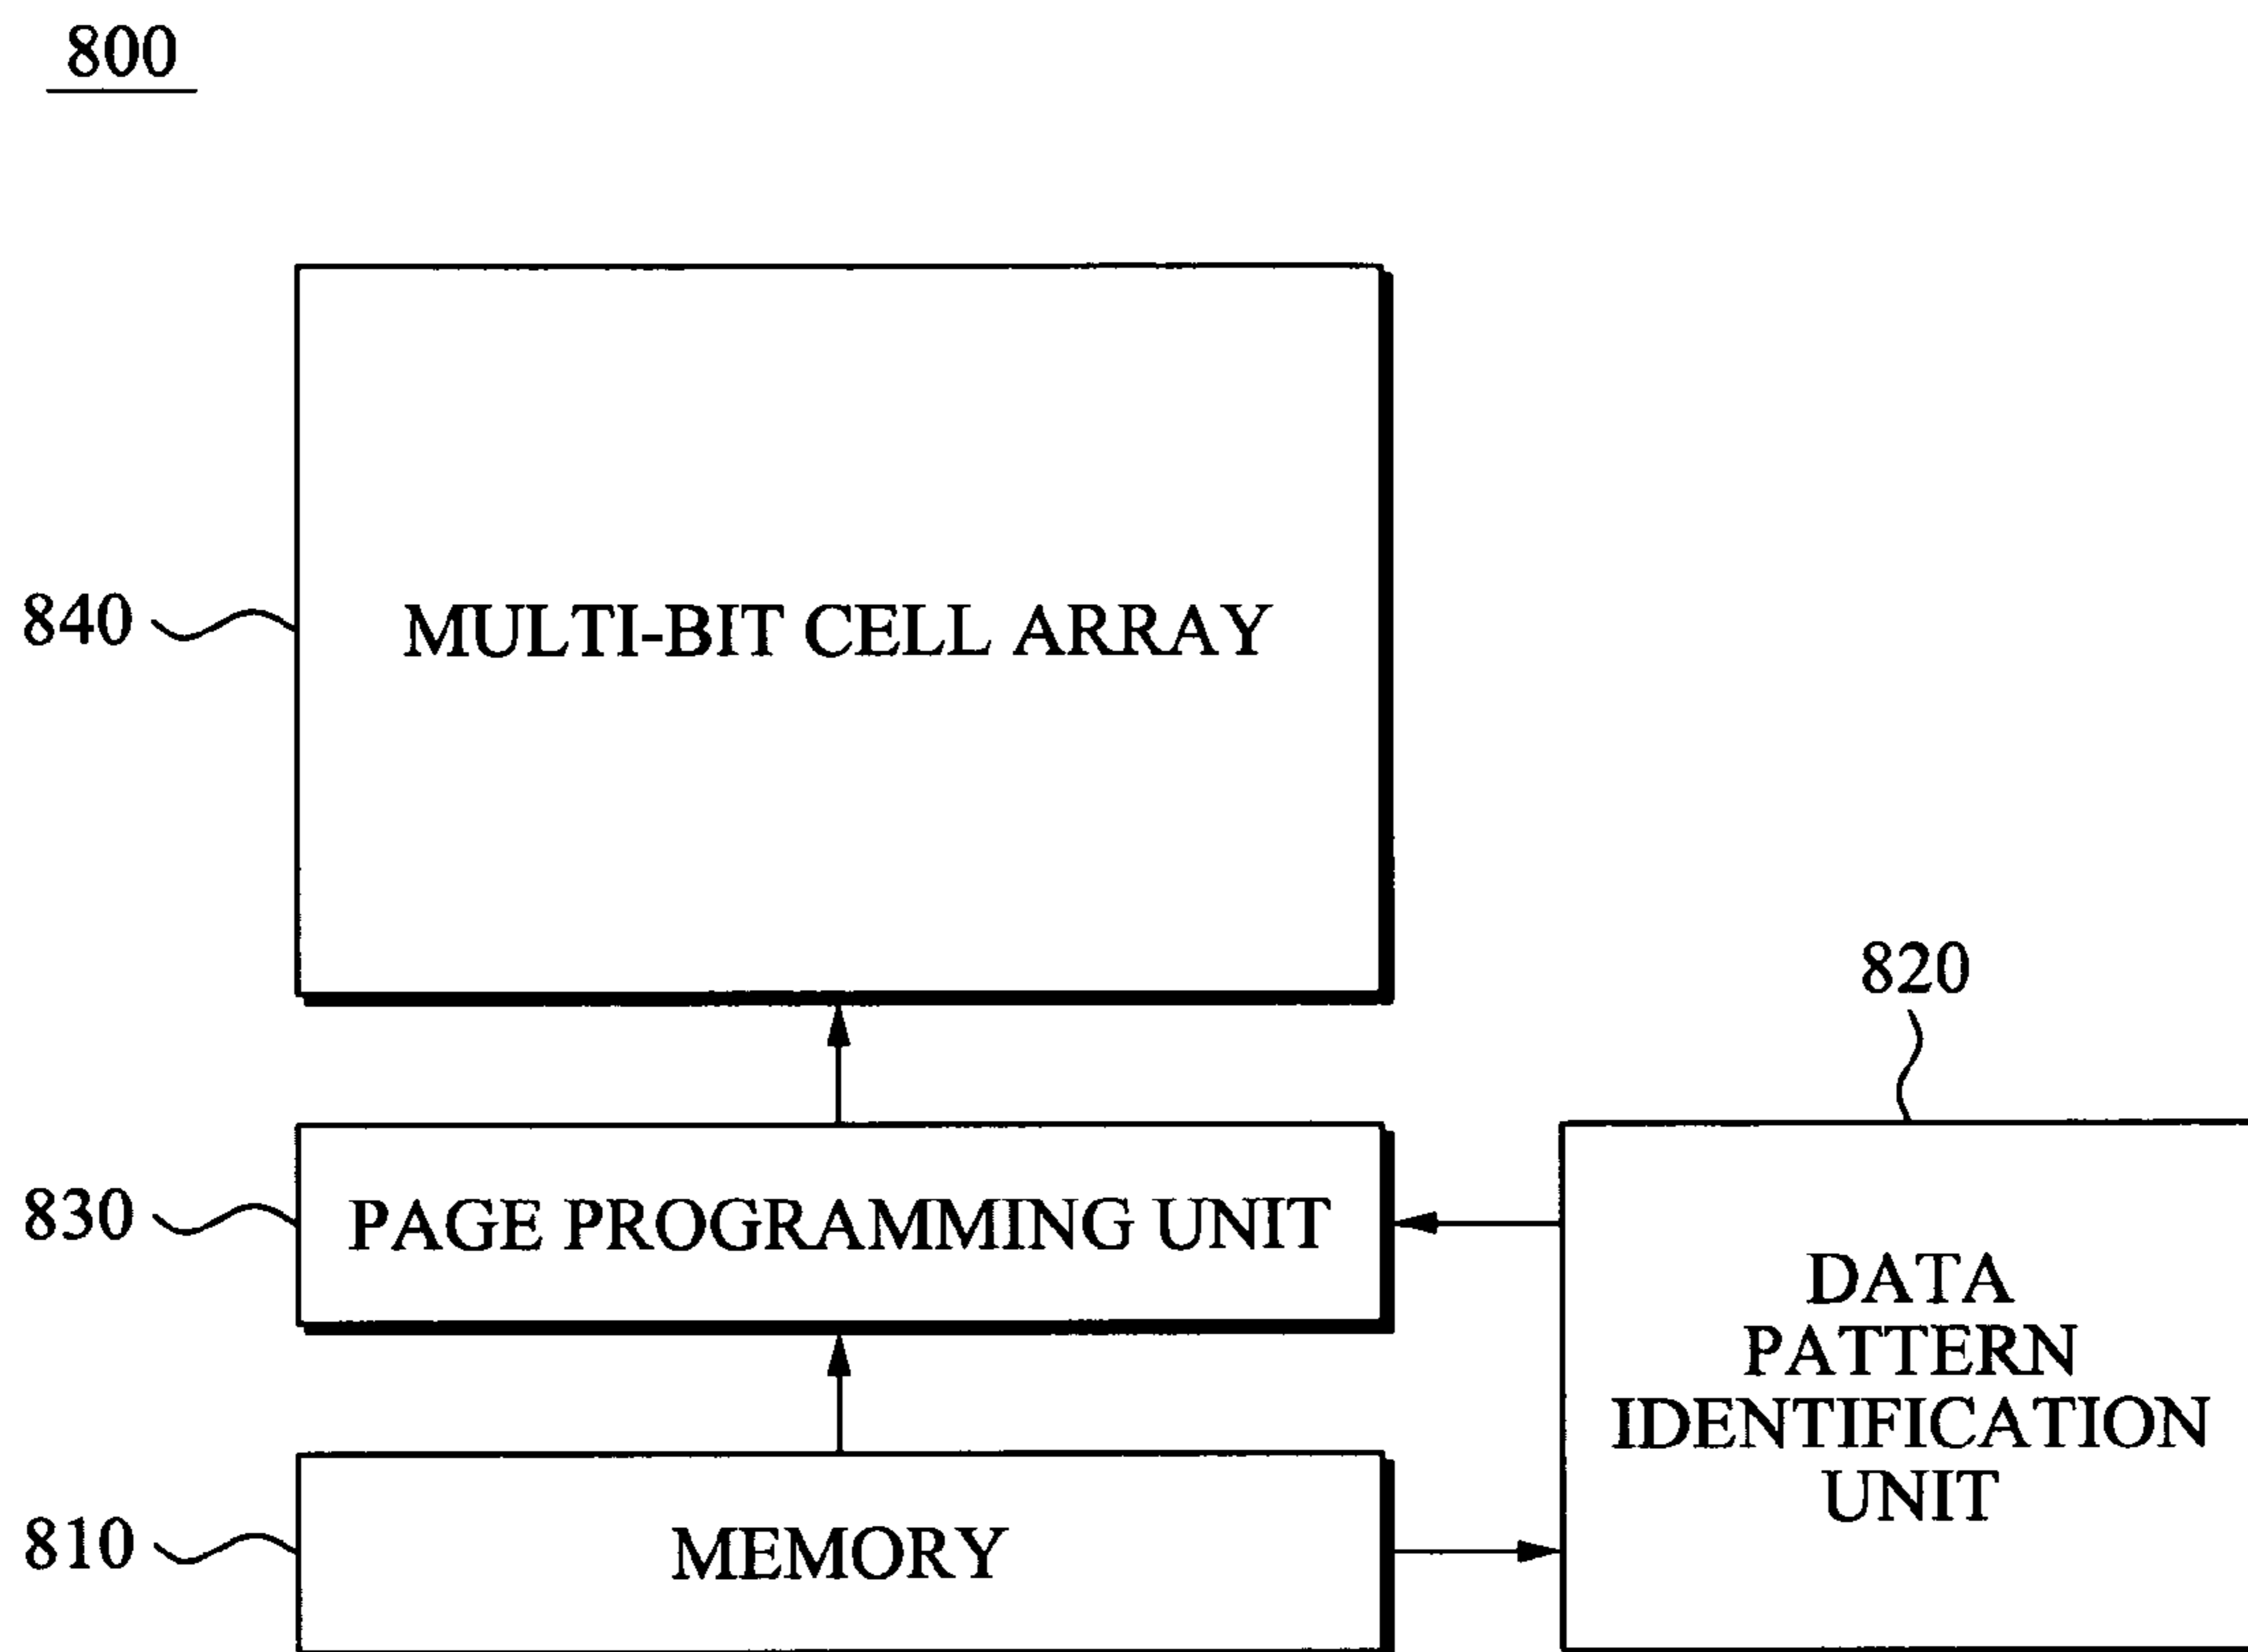 800
840
MULTI-BIT CELL ARRAY
820
830
PAGE PROGRAMMING UNIT
DATA
PATTERN
IDENTIFICATION
UNIT
810
MEMORY